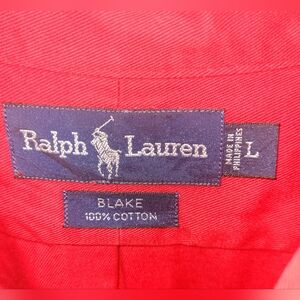 Ralph Lauren
MADE IN
PHILIPPINES
L
BLAKE
100% COTTON